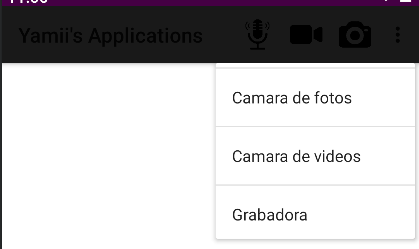 Yamii's Applications
Camara de fotos
Camara de videos
Grabadora